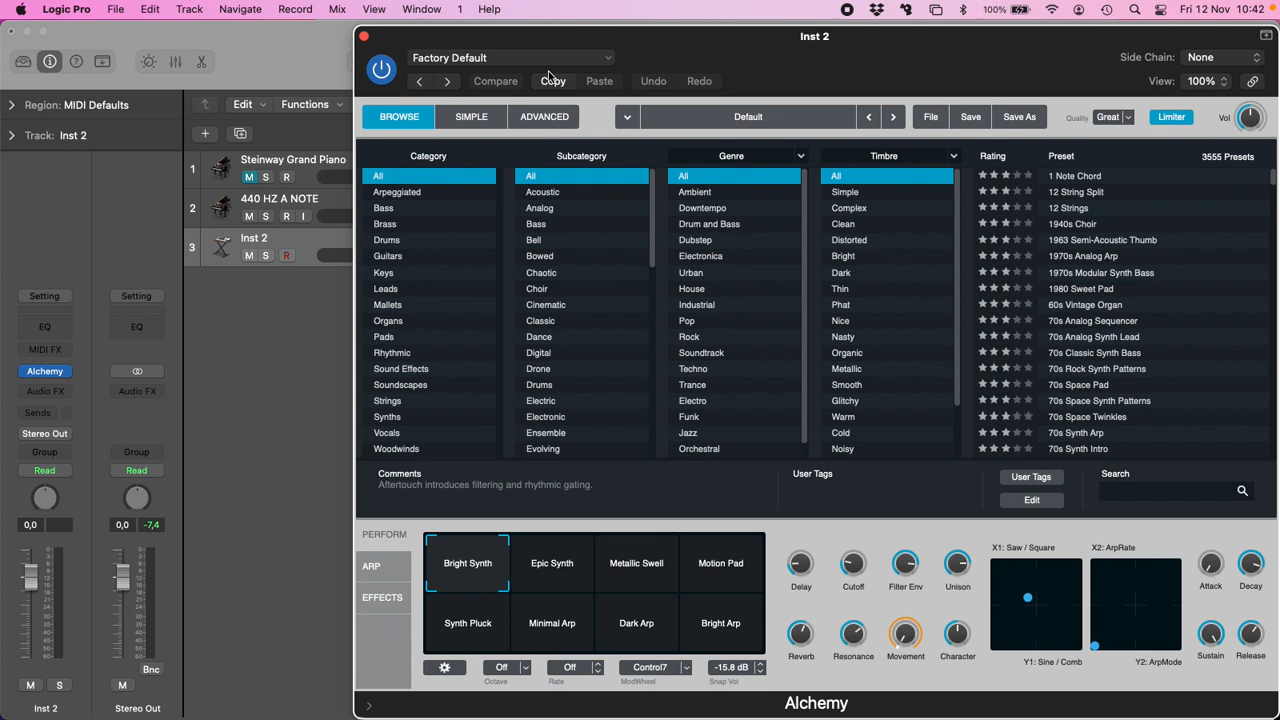 Logic Pro File Edit Track Navigate Record Mix View Window 1 Help 100% Fri 12 Nov 10:42
Inst 2
Factory Default Side Chain: None
Compare Copy Paste Undo Redo View: 100%
Region: MIDI Defaults Edit Functions
Track: Inst 2
BROWSE SIMPLE ADVANCED Default File Save Save As Quality Great Limiter Vol
1 Steinway Grand Piano
M S R
2 440 HZ A NOTE
M S R I
3 Inst 2
M S R
Category Subcategory Genre Timbre Rating Preset 3555 Presets
All All All All 1 Note Chord
Arpeggiated Acoustic Ambient Simple 12 String Split
Bass Analog Downtempo Complex 12 Strings
Brass Bass Drum and Bass Clean 1940s Choir
Drums Bell Dubstep Distorted 1963 Semi-Acoustic Thumb
Guitars Bowed Electronica Bright 1970s Analog Arp
Keys Chaotic Urban Dark 1970s Modular Synth Bass
Leads Choir House Thin 1980 Sweet Pad
Mallets Cinematic Industrial Phat 60s Vintage Organ
Organs Classic Pop Nice 70s Analog Sequencer
Pads Dance Rock Nasty 70s Analog Synth Lead
Rhythmic Digital Soundtrack Organic 70s Classic Synth Bass
Sound Effects Drone Techno Metallic 70s Rock Synth Patterns
Soundscapes Drums Trance Smooth 70s Space Pad
Strings Electric Electro Glitchy 70s Space Synth Patterns
Synths Electronic Funk Warm 70s Space Twinkles
Vocals Ensemble Jazz Cold 70s Synth Arp
Woodwinds Evolving Orchestral Noisy 70s Synth Intro
Setting Setting
EQ EQ
MIDI FX
Alchemy
Audio FX Audio FX
Sends
Stereo Out
Group Group
Read Read
0,0 0,0 -7,4
Bnc
M S M
Inst 2 Stereo Out
Comments User Tags User Tags Search
Aftertouch introduces filtering and rhythmic gating.
Edit
PERFORM
ARP
EFFECTS
Bright Synth Epic Synth Metallic Swell Motion Pad
Synth Pluck Minimal Arp Dark Arp Bright Arp
Off Off Control7 -15.8 dB
Octave Rate ModWheel Snap Vol
Delay Cutoff Filter Env Unison
Reverb Resonance Movement Character
X1: Saw / Square X2: ArpRate
Y1: Sine / Comb Y2: ArpMode
Attack Decay
Sustain Release
Alchemy